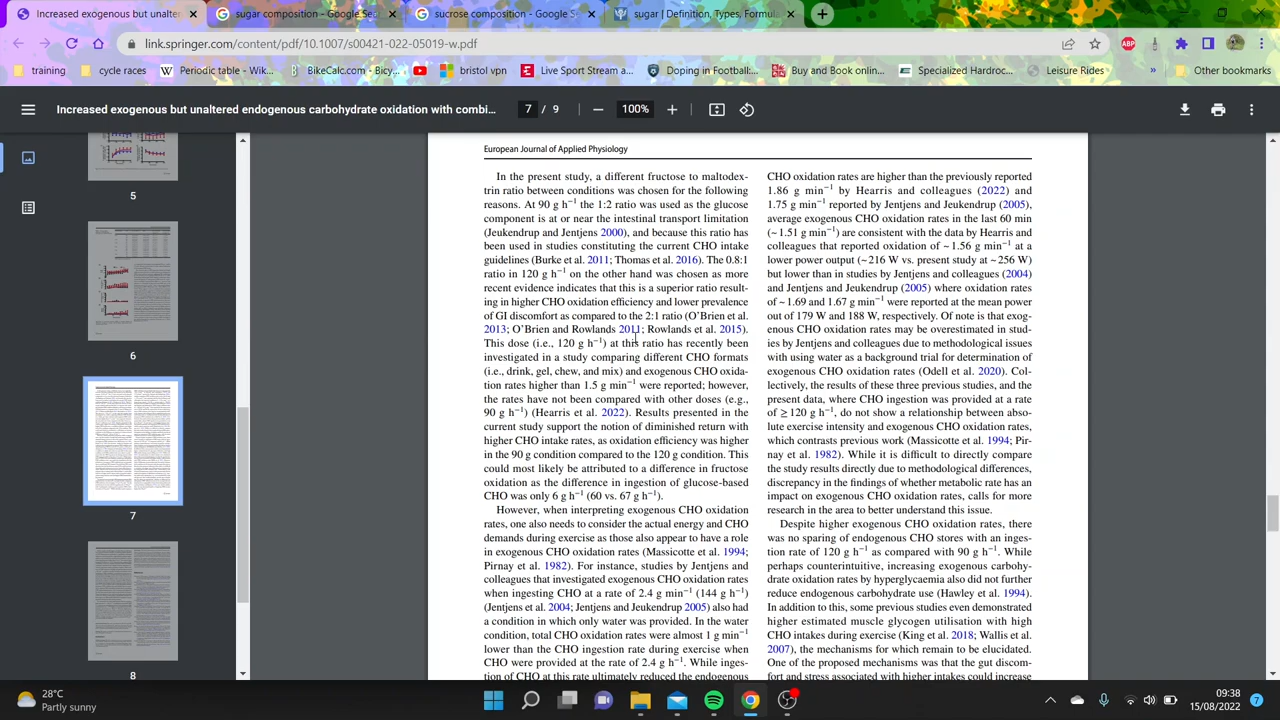 Increased exogenous but unalter
sugar composition - Google Sea
sucrose composition - Google Se
sugar | Definition, Types, Formula
link.springer.com/content/pdf/10.1007/s00421-022-05019-w.pdf
ABP
training
cycle races
Periodic table - Wik...
BikeCalc.com - Bicy...
bristol vpn
Live Sport Stream a...
Doping in Football:...
Buy and Book onlin...
Specialized Hardroc...
Leisure Rides
»
Other bookmarks
Increased exogenous but unaltered endogenous carbohydrate oxidation with combi...
7 / 9
100%
5
6
7
8
European Journal of Applied Physiology
In the present study, a different fructose to maltodex-
trin ratio between conditions was chosen for the following
reasons. At 90 g h⁻¹ the 1:2 ratio was used as the glucose
component is at or near the intestinal transport limitation
(Jeukendrup and Jentjens 2000), and because this ratio has
been used in studies constituting the current CHO intake
guidelines (Burke et al. 2011; Thomas et al. 2016). The 0.8:1
ratio in 120 g h⁻¹ on the other hand was chosen as more
recent evidence indicates that this is a superior ratio result-
ing in higher CHO oxidation efficiency and lower prevalence
of GI discomfort as compared to the 2:1 ratio (O'Brien et al.
2013; O'Brien and Rowlands 2011; Rowlands et al. 2015).
This dose (i.e., 120 g h⁻¹) at this ratio has recently been
investigated in a study comparing different CHO formats
(i.e., drink, gel, chew, and mix) and exogenous CHO oxida-
tion rates higher than 1.5 g min⁻¹ were reported; however,
the rates have not been compared with other doses (e.g.,
90 g h⁻¹) (Hearris et al. 2022). Results presented in the
current study support the notion of diminished return with
higher CHO intake rates, as oxidation efficiency was higher
in the 90 g condition compared to the 120 g condition. This
could most likely be attributed to a difference in fructose
oxidation as the difference in ingestion of glucose-based
CHO was only 6 g h⁻¹ (60 vs. 67 g h⁻¹).
However, when interpreting exogenous CHO oxidation
rates, one also needs to consider the actual energy and CHO
demands during exercise as those also appear to have a role
in exogenous CHO oxidation rates (Massicotte et al. 1994;
Pirnay et al. 1982). For instance, studies by Jentjens and
colleagues that investigated exogenous CHO oxidation rates
when ingesting CHO at a rate of 2.4 g min⁻¹ (144 g h⁻¹)
(Jentjens et al. 2004; Jentjens and Jeukendrup 2005) also had
a condition in which only water was provided. In the water
condition, total CHO oxidation rates were almost 1 g min⁻¹
lower than the CHO ingestion rate during exercise when
CHO were provided at the rate of 2.4 g h⁻¹. While inges-
tion of CHO at this rate ultimately reduced the endogenous
CHO oxidation rates are higher than the previously reported
1.86 g min⁻¹ by Hearris and colleagues (2022) and
1.75 g min⁻¹ reported by Jentjens and Jeukendrup (2005),
average exogenous CHO oxidation rates in the last 60 min
(~ 1.51 g min⁻¹) are consistent with the data by Hearris and
colleagues that reported oxidation of ~ 1.56 g min⁻¹ at a
lower power output (~ 216 W vs. present study at ~ 256 W)
but lower than in studies by Jentjens and colleagues (2004)
and Jentjens and Jeukendrup (2005) where oxidation rates
of ~ 1.69 and 1.67 g min⁻¹ were reported at the mean power
out of 179 W and 188 W, respectively. Of note is that exog-
enous CHO oxidation rates may be overestimated in stud-
ies by Jentjens and colleagues due to methodological issues
with using water as a background trial for determination of
exogenous CHO oxidation rates (Odell et al. 2020). Col-
lectively, the results of these three previous studies, and the
present data, where CHO ingestion was provided at a rate
of ≥ 120 g h⁻¹, do not show a relationship between abso-
lute exercise intensity and exogenous CHO oxidation rates,
which contrasts previous work (Massicotte et al. 1994; Pir-
nay et al. 1982). While it is difficult to directly compare
the study results directly due to methodological differences,
discrepancy in the findings of whether metabolic rate has an
impact on exogenous CHO oxidation rates, calls for more
research in the area to better understand this issue.
Despite higher exogenous CHO oxidation rates, there
was no sparing of endogenous CHO stores with an inges-
tion rate of 120 g h⁻¹ as compared with 90 g h⁻¹. While
perhaps counterintuitive, increasing exogenous carbohy-
drate oxidation rates by hyperglycaemia also did not further
reduce endogenous carbohydrate use (Hawley et al. 1994).
In addition to this, some previous studies even demonstrated
higher estimated muscle glycogen utilisation with high
CHO intakes during exercise (King et al. 2018; Wallis et al.
2007), the mechanisms for which remain to be elucidated.
One of the proposed mechanisms was that the gut discom-
fort and stress associated with higher intakes could increase
28°C
Partly sunny
09:38
15/08/2022
7